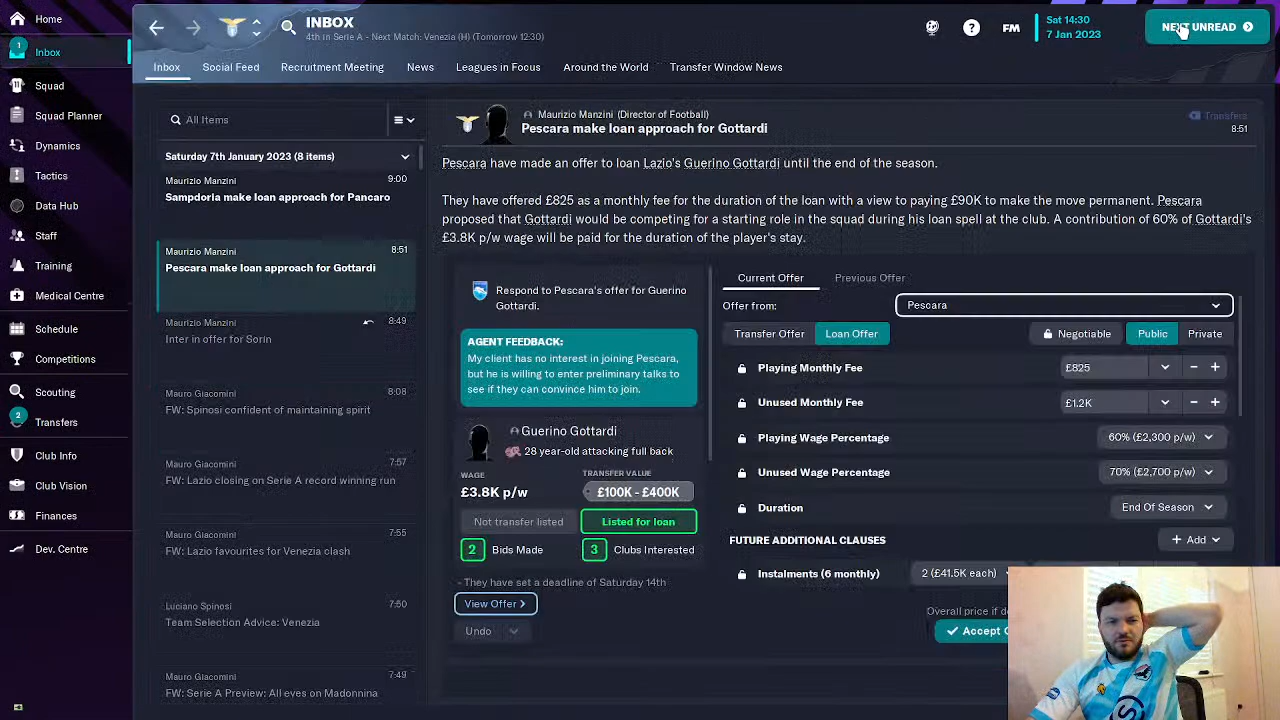 Home
1
Inbox
11
Squad
Squad Planner
Dynamics
Tactics
Data Hub
Staff
Training
Medical Centre
Schedule
Competitions
Scouting
2
Transfers
Club Info
Club Vision
Finances
Dev. Centre
INBOX
4th in Serie A - Next Match: Venezia (H) (Tomorrow 12:30)
?
FM
Sat 14:30
7 Jan 2023
NEXT UNREAD
Inbox
Social Feed
Recruitment Meeting
News
Leagues in Focus
Around the World
Transfer Window News
All Items
Saturday 7th January 2023 (8 items)
Maurizio Manzini
9:00
Sampdoria make loan approach for Pancaro
Maurizio Manzini
8:51
Pescara make loan approach for Gottardi
Maurizio Manzini
8:49
Inter in offer for Sorin
Mauro Giacomini
8:08
FW: Spinosi confident of maintaining spirit
Mauro Giacomini
7:57
FW: Lazio closing on Serie A record winning run
Mauro Giacomini
7:55
FW: Lazio favourites for Venezia clash
Luciano Spinosi
7:50
Team Selection Advice: Venezia
Mauro Giacomini
7:49
FW: Serie A Preview: All eyes on Madonnina
Maurizio Manzini (Director of Football)
Pescara make loan approach for Gottardi
Transfers
8:51
Pescara have made an offer to loan Lazio's Guerino Gottardi until the end of the season.
They have offered £825 as a monthly fee for the duration of the loan with a view to paying £90K to make the move permanent. Pescara
proposed that Gottardi would be competing for a starting role in the squad during his loan spell at the club. A contribution of 60% of Gottardi's
£3.8K p/w wage will be paid for the duration of the player's stay.
Respond to Pescara's offer for Guerino
Gottardi.
AGENT FEEDBACK:
My client has no interest in joining Pescara,
but he is willing to enter preliminary talks to
see if they can convince him to join.
Guerino Gottardi
28 year-old attacking full back
WAGE
£3.8K p/w
TRANSFER VALUE
£100K - £400K
Not transfer listed
Listed for loan
2 Bids Made
3 Clubs Interested
- They have set a deadline of Saturday 14th
View Offer
Undo
Current Offer
Previous Offer
Offer from:
Pescara
Transfer Offer
Loan Offer
Negotiable
Public
Private
Playing Monthly Fee
£825
Unused Monthly Fee
£1.2K
Playing Wage Percentage
60% (£2,300 p/w)
Unused Wage Percentage
70% (£2,700 p/w)
Duration
End Of Season
FUTURE ADDITIONAL CLAUSES
+ Add
Instalments (6 monthly)
2 (£41.5K each)
Overall price if
Accept